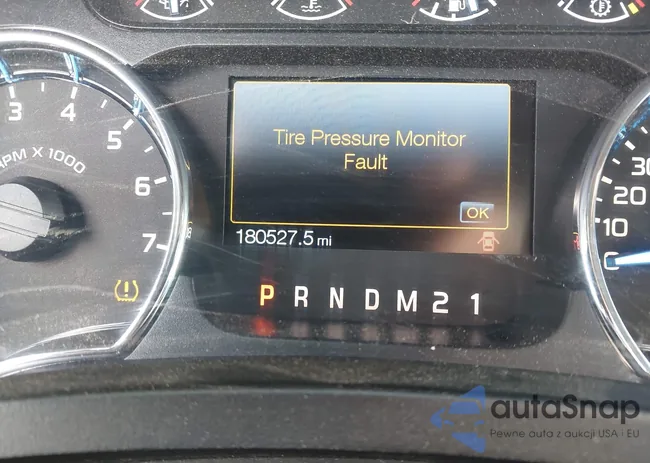 3 4 5 6 7
RPM X 1000
Tire Pressure Monitor
Fault
OK
180527.5 mi
P R N D M 2 1
30
20
10
autoSnap
Pewne auta z aukcji USA i EU